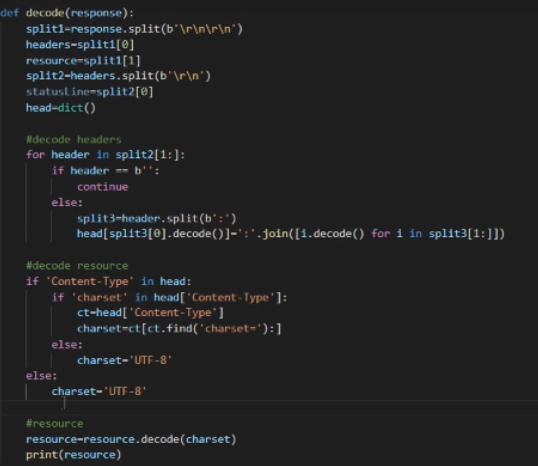 def decode(response):
    split1=response.split(b'\r\n\r\n')
    headers=split1[0]
    resource=split1[1]
    split2=headers.split(b'\r\n')
    statusLine=split2[0]
    head=dict()
    #decode headers
    for header in split2[1:]:
        if header == b'':
            continue
        else:
            split3=header.split(b':')
            head[split3[0].decode()]=':'.join([i.decode() for i in split3[1:]])
    #decode resource
    if 'Content-Type' in head:
        if 'charset' in head['Content-Type']:
            ct=head['Content-Type']
            charset=ct[ct.find('charset='):]
        else:
            charset='UTF-8'
    else:
        charset='UTF-8'
    #resource
    resource=resource.decode(charset)
    print(resource)